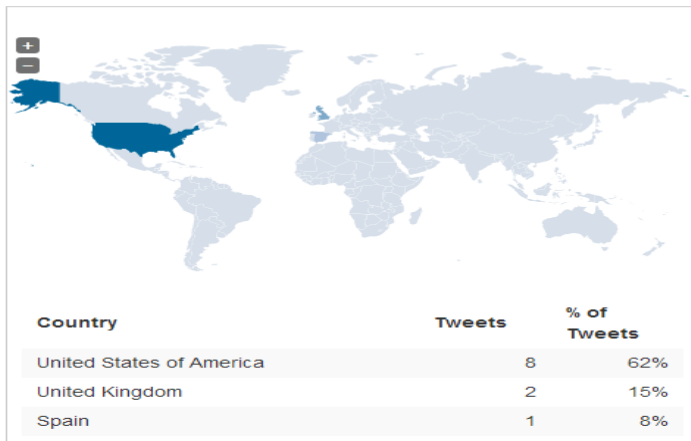 +
−
Country Tweets % of Tweets
United States of America 8 62%
United Kingdom 2 15%
Spain 1 8%